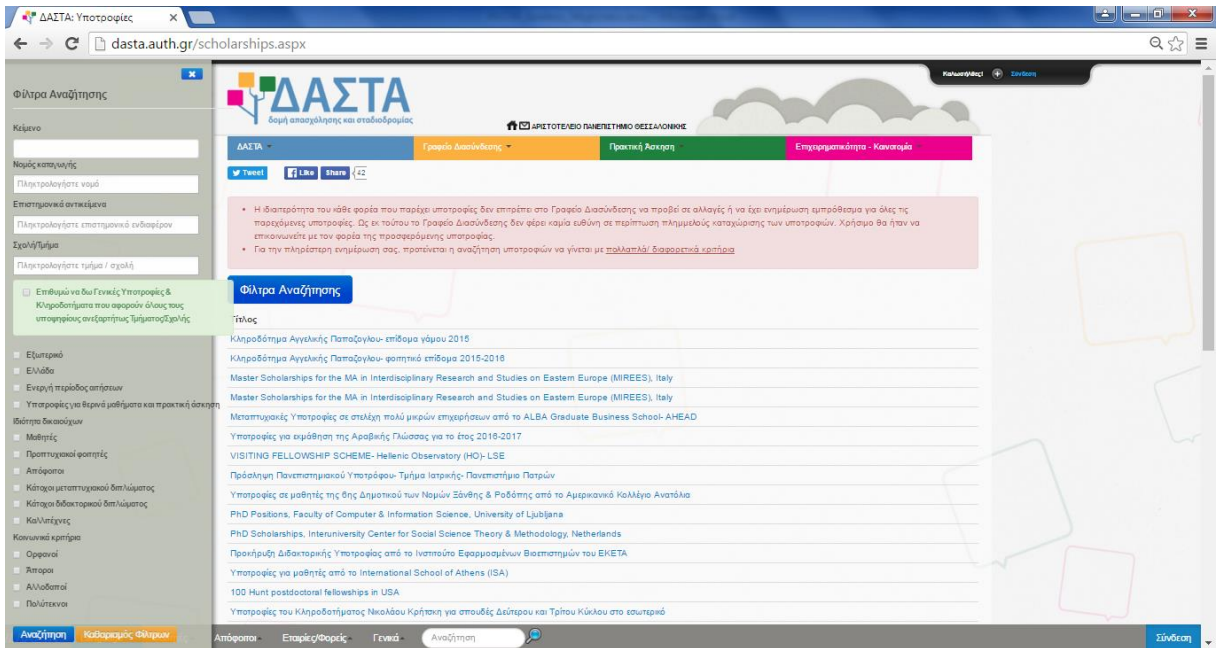 ΔΑΣΤΑ: Υποτροφίες
dasta.auth.gr/scholarships.aspx
Φίλτρα Αναζήτησης
Κείμενο
Νομός καταγωγής
Πληκτρολογήστε νομό
Επιστημονικά αντικείμενα
Πληκτρολογήστε επιστημονικό ενδιαφέρον
Σχολή/Τμήμα
Πληκτρολογήστε τμήμα / σχολή
Επιθυμώ να δω Γενικές Υποτροφίες &
Κληροδοτήματα που αφορούν όλους τους
υποψηφίους ανεξαρτήτως Τμήματος/Σχολής
Εξωτερικό
Ελλάδα
Ενεργή περίοδος αιτήσεων
Υποτροφίες για θερινά μαθήματα και πρακτική άσκηση
Ιδιότητα δικαιούχων
Μαθητές
Προπτυχιακοί φοιτητές
Απόφοιτοι
Κάτοχοι μεταπτυχιακού διπλώματος
Κάτοχοι διδακτορικού διπλώματος
Καλλιτέχνες
Κοινωνικά κριτήρια
Ορφανοί
Άποροι
Αλλοδαποί
Πολύτεκνοι
Αναζήτηση Καθαρισμός Φίλτρων
ΔΑΣΤΑ
δομή απασχόλησης και σταδιοδρομίας
ΑΡΙΣΤΟΤΕΛΕΙΟ ΠΑΝΕΠΙΣΤΗΜΙΟ ΘΕΣΣΑΛΟΝΙΚΗΣ
Καλωσήλθες! Σύνδεση
ΔΑΣΤΑ Γραφείο Διασύνδεσης Πρακτική Άσκηση Επιχειρηματικότητα - Καινοτομία
Tweet Like Share 42
Η ιδιαιτερότητα του κάθε φορέα που παρέχει υποτροφίες δεν επιτρέπει στο Γραφείο Διασύνδεσης να προβεί σε αλλαγές ή να έχει ενημέρωση εμπρόθεσμα για όλες τις
παρεχόμενες υποτροφίες. Ως εκ τούτου το Γραφείο Διασύνδεσης δεν φέρει καμία ευθύνη σε περίπτωση πλημμελούς καταχώρισης των υποτροφιών. Χρήσιμο θα ήταν να
επικοινωνείτε με τον φορέα της προσφερόμενης υποτροφίας.
Για την πληρέστερη ενημέρωση σας, προτείνεται η αναζήτηση υποτροφιών να γίνεται με πολλαπλά/ διαφορετικά κριτήρια
Φίλτρα Αναζήτησης
Τίτλος
Κληροδότημα Αγγελικής Παπαζογλου- επίδομα γάμου 2015
Κληροδότημα Αγγελικής Παπαζογλου- φοιτητικό επίδομα 2015-2016
Master Scholarships for the MA in Interdisciplinary Research and Studies on Eastern Europe (MIREES), Italy
Master Scholarships for the MA in Interdisciplinary Research and Studies on Eastern Europe (MIREES), Italy
Μεταπτυχιακές Υποτροφίες σε στελέχη πολύ μικρών επιχειρήσεων από το ALBA Graduate Business School- AHEAD
Υποτροφίες για εκμάθηση της Αραβικής Γλώσσας για το έτος 2016-2017
VISITING FELLOWSHIP SCHEME- Hellenic Observatory (HO)- LSE
Πρόσληψη Πανεπιστημιακού Υποτρόφου- Τμήμα Ιατρικής- Πανεπιστήμιο Πατρών
Υποτροφίες σε μαθητές της 6ης Δημοτικού των Νομών Ξάνθης & Ροδόπης από το Αμερικανικό Κολλέγιο Ανατόλια
PhD Positions, Faculty of Computer & Information Science, University of Ljubljana
PhD Scholarships, Interuniversity Center for Social Science Theory & Methodology, Netherlands
Προκήρυξη Διδακτορικής Υποτροφίας από το Ινστιτούτο Εφαρμοσμένων Βιοεπιστημών του ΕΚΕΤΑ
Υποτροφίες για μαθητές από το International School of Athens (ISA)
100 Hunt postdoctoral fellowships in USA
Υποτροφίες του Κληροδοτήματος Νικολάου Κρήτσκη για σπουδές Δεύτερου και Τρίτου Κύκλου στο εσωτερικό
Απόφοιτοι Εταιρίες/Φορείς Γενικά Αναζήτηση Σύνδεση